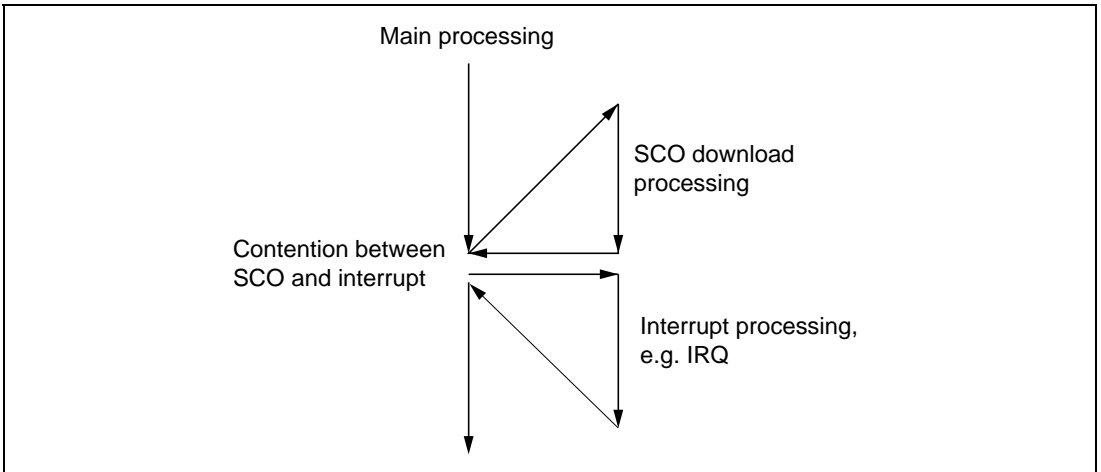 Main processing
SCO download
processing
Contention between
SCO and interrupt
Interrupt processing,
e.g. IRQ